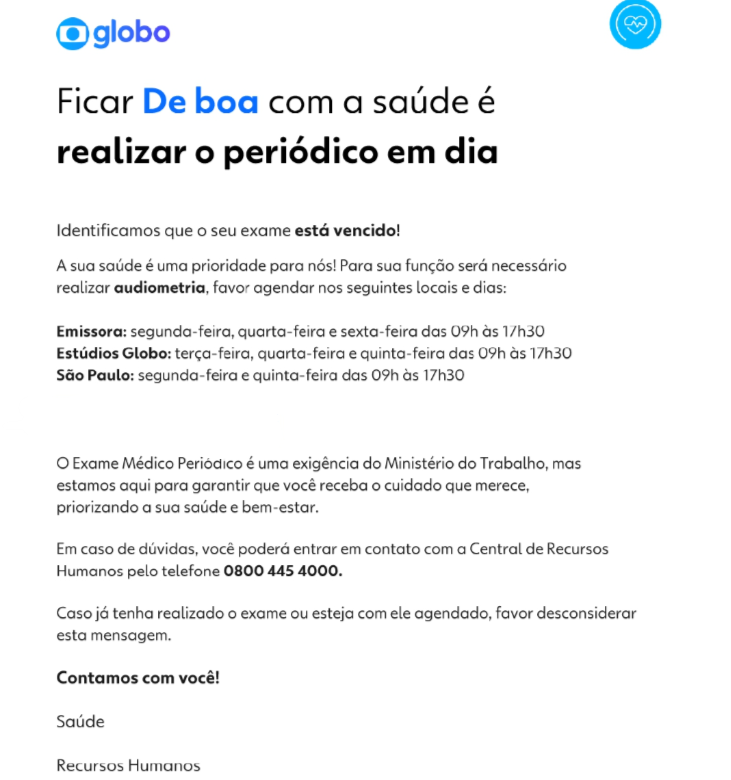 globo
Ficar De boa com a saúde é
realizar o periódico em dia
Identificamos que o seu exame está vencido!
A sua saúde é uma prioridade para nós! Para sua função será necessário
realizar audiometria, favor agendar nos seguintes locais e dias:
Emissora: segunda-feira, quarta-feira e sexta-feira das 09h às 17h30
Estúdios Globo: terça-feira, quarta-feira e quinta-feira das 09h às 17h30
São Paulo: segunda-feira e quinta-feira das 09h às 17h30
O Exame Médico Periódico é uma exigência do Ministério do Trabalho, mas
estamos aqui para garantir que você receba o cuidado que merece,
priorizando a sua saúde e bem-estar.
Em caso de dúvidas, você poderá entrar em contato com a Central de Recursos
Humanos pelo telefone 0800 445 4000.
Caso já tenha realizado o exame ou esteja com ele agendado, favor desconsiderar
esta mensagem.
Contamos com você!
Saúde
Recursos Humanos